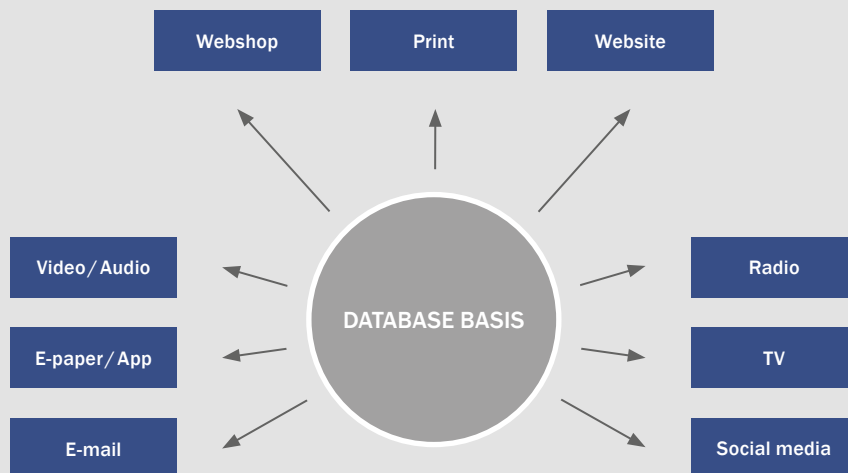 Webshop
Print
Website
Video / Audio
Radio
DATABASE BASIS
E-paper / App
TV
E-mail
Social media